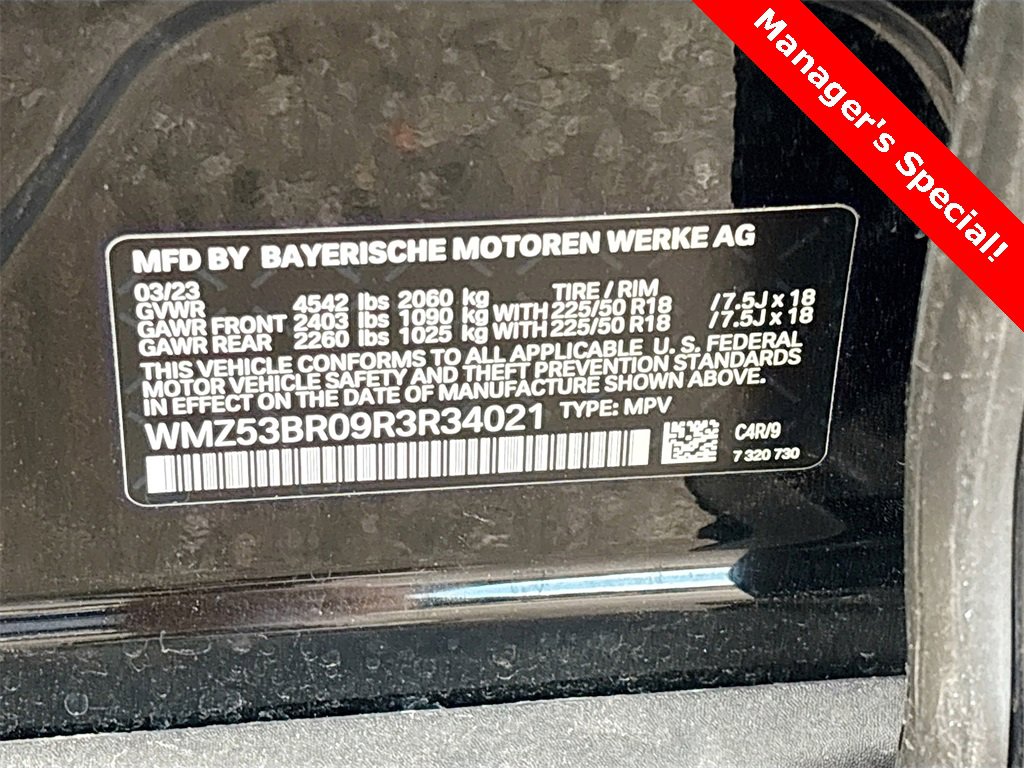 Manager's Special!
MFD BY BAYERISCHE MOTOREN WERKE AG
03/23 TIRE / RIM
GVWR 4542 lbs 2060 kg
GAWR FRONT 2403 lbs 1090 kg WITH 225/50 R18 /7.5J x 18
GAWR REAR 2260 lbs 1025 kg WITH 225/50 R18 /7.5J x 18
THIS VEHICLE CONFORMS TO ALL APPLICABLE U. S. FEDERAL
MOTOR VEHICLE SAFETY AND THEFT PREVENTION STANDARDS
IN EFFECT ON THE DATE OF MANUFACTURE SHOWN ABOVE.
WMZ53BR09R3R34021 TYPE: MPV
C4R/9
7 320 730